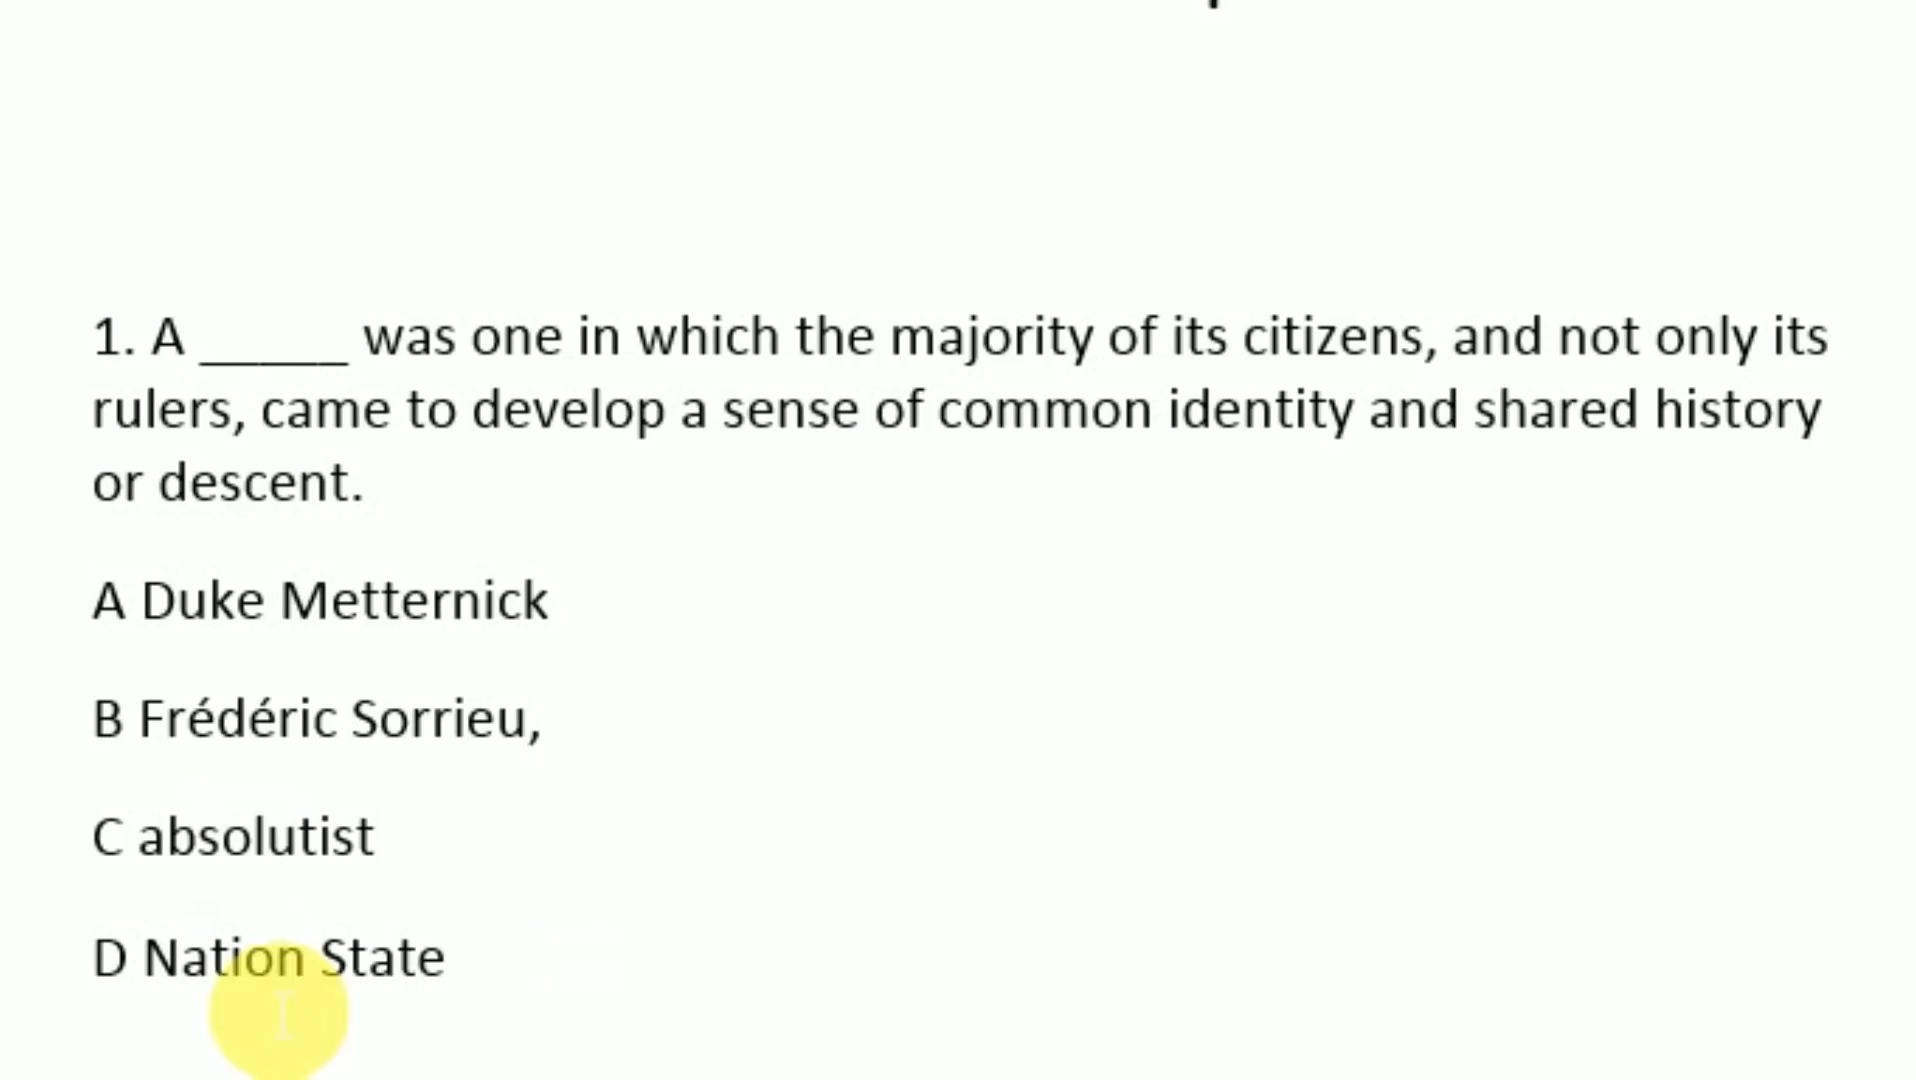 1. A _____ was one in which the majority of its citizens, and not only its
rulers, came to develop a sense of common identity and shared history
or descent.
A Duke Metternick
B Frédéric Sorrieu,
C absolutist
D Nation State